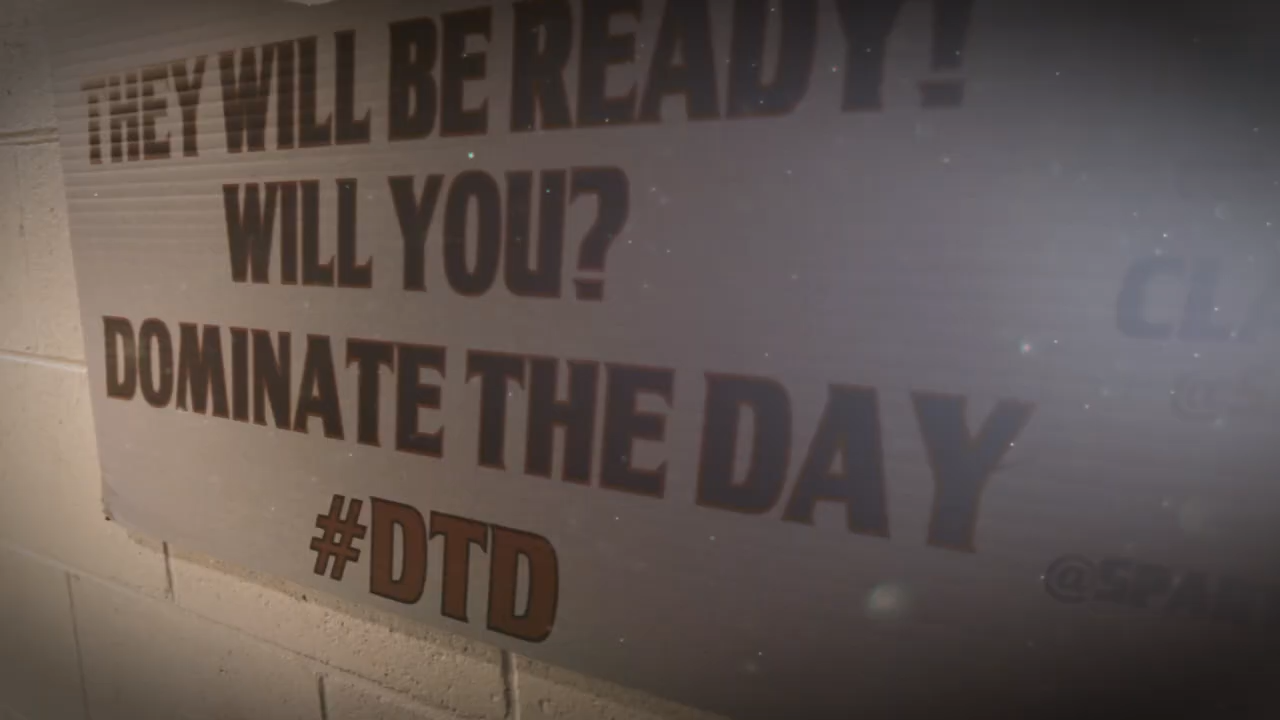 THEY WILL BE READY!
WILL YOU?
DOMINATE THE DAY
#DTD